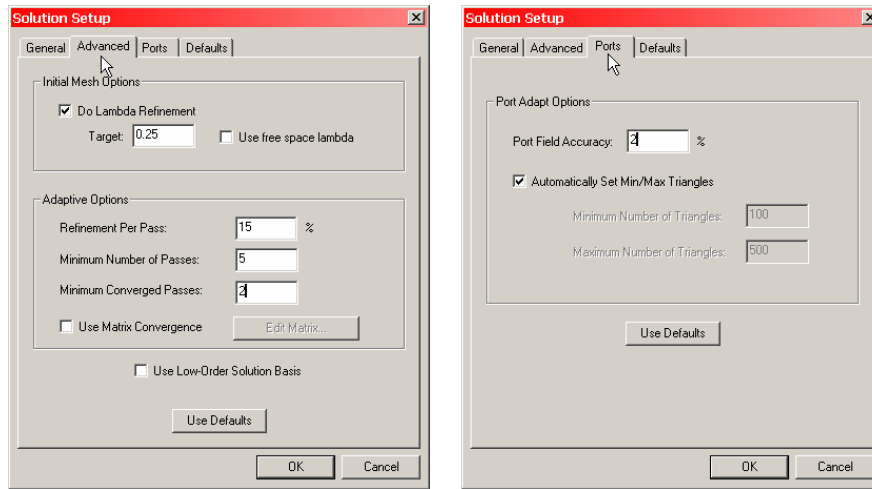 Solution Setup
General Advanced Ports Defaults
Initial Mesh Options
Do Lambda Refinement
Target: 0.25 Use free space lambda
Adaptive Options
Refinement Per Pass: 15 %
Minimum Number of Passes: 5
Minimum Converged Passes: 2
Use Matrix Convergence Edit Matrix...
Use Low-Order Solution Basis
Use Defaults
OK Cancel
Solution Setup
General Advanced Ports Defaults
Port Adapt Options
Port Field Accuracy: 2 %
Automatically Set Min/Max Triangles
Minimum Number of Triangles: 100
Maximum Number of Triangles: 500
Use Defaults
OK Cancel